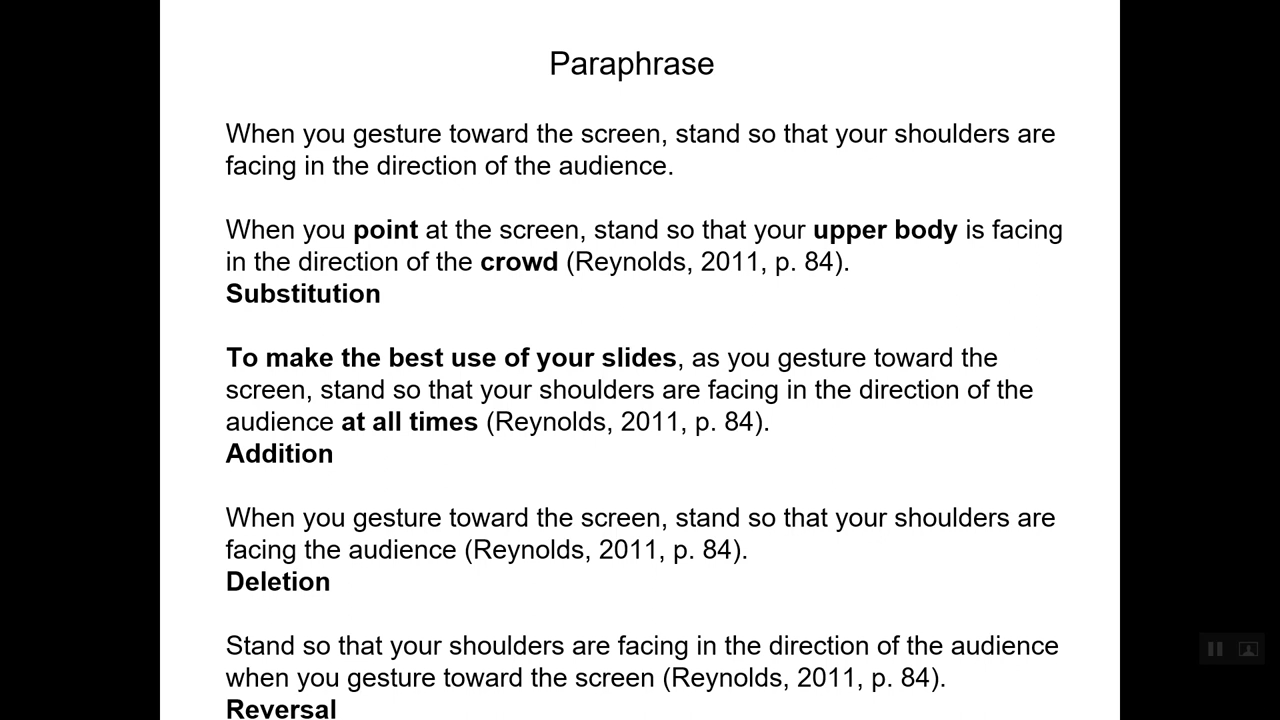 Paraphrase
When you gesture toward the screen, stand so that your shoulders are
facing in the direction of the audience.
When you point at the screen, stand so that your upper body is facing
in the direction of the crowd (Reynolds, 2011, p. 84).
Substitution
To make the best use of your slides, as you gesture toward the
screen, stand so that your shoulders are facing in the direction of the
audience at all times (Reynolds, 2011, p. 84).
Addition
When you gesture toward the screen, stand so that your shoulders are
facing the audience (Reynolds, 2011, p. 84).
Deletion
Stand so that your shoulders are facing in the direction of the audience
when you gesture toward the screen (Reynolds, 2011, p. 84).
Reversal